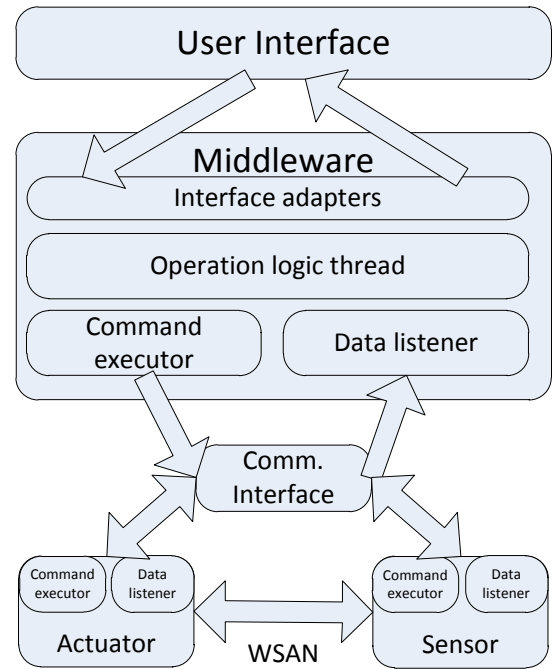 User Interface
Middleware
Interface adapters
Operation logic thread
Command
executor
Data listener
Comm.
Interface
Command
executor
Data
listener
Actuator
WSAN
Command
executor
Data
listener
Sensor